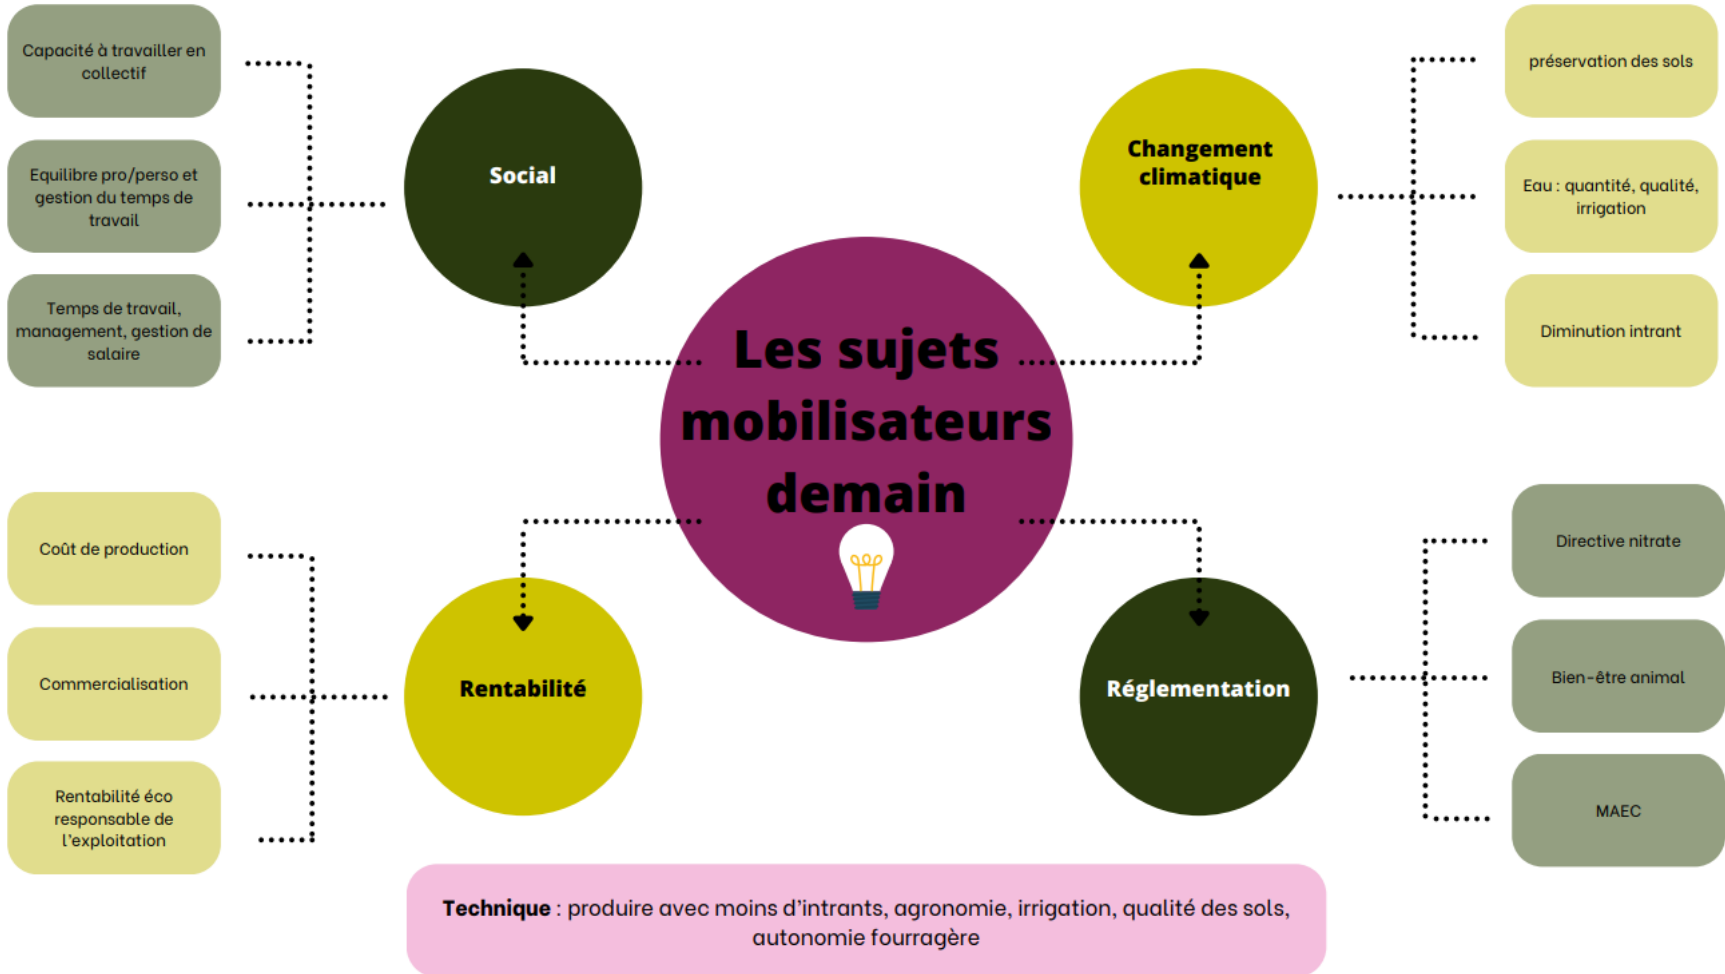 Capacité à travailler en
collectif
Equilibre pro/perso et
gestion du temps de
travail
Temps de travail,
management, gestion de
salaire
Social
Changement
climatique
préservation des sols
Eau : quantité, qualité,
irrigation
Diminution intrant
Les sujets
mobilisateurs
demain
Coût de production
Commercialisation
Rentabilité éco
responsable de
l'exploitation
Rentabilité
Réglementation
Directive nitrate
Bien-être animal
MAEC
Technique : produire avec moins d'intrants, agronomie, irrigation, qualité des sols,
autonomie fourragère